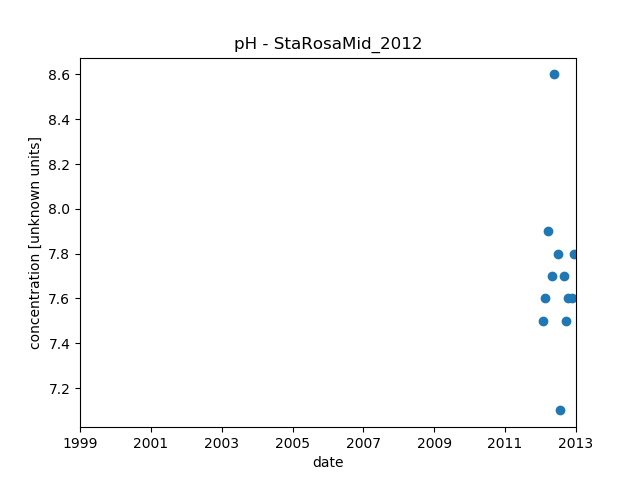 pH - StaRosaMid_2012
8.6
8.4
8.2
8.0
7.8
7.6
7.4
7.2
concentration [unknown units]
1999 2001 2003 2005 2007 2009 2011 2013
date